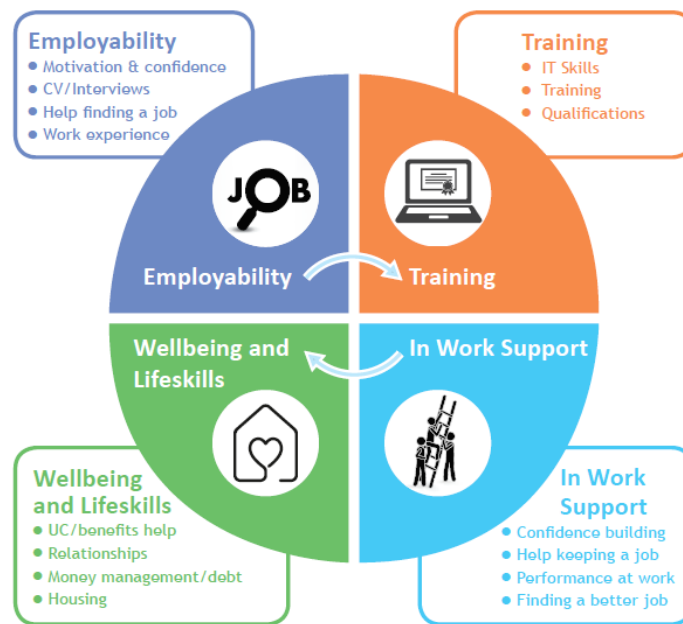 Employability
Motivation & confidence
CV/Interviews
Help finding a job
Work experience
Training
IT Skills
Training
Qualifications
JOB
Employability
Training
Wellbeing and
Lifeskills
In Work Support
Wellbeing
and Lifeskills
UC/benefits help
Relationships
Money management/debt
Housing
In Work
Support
Confidence building
Help keeping a job
Performance at work
Finding a better job